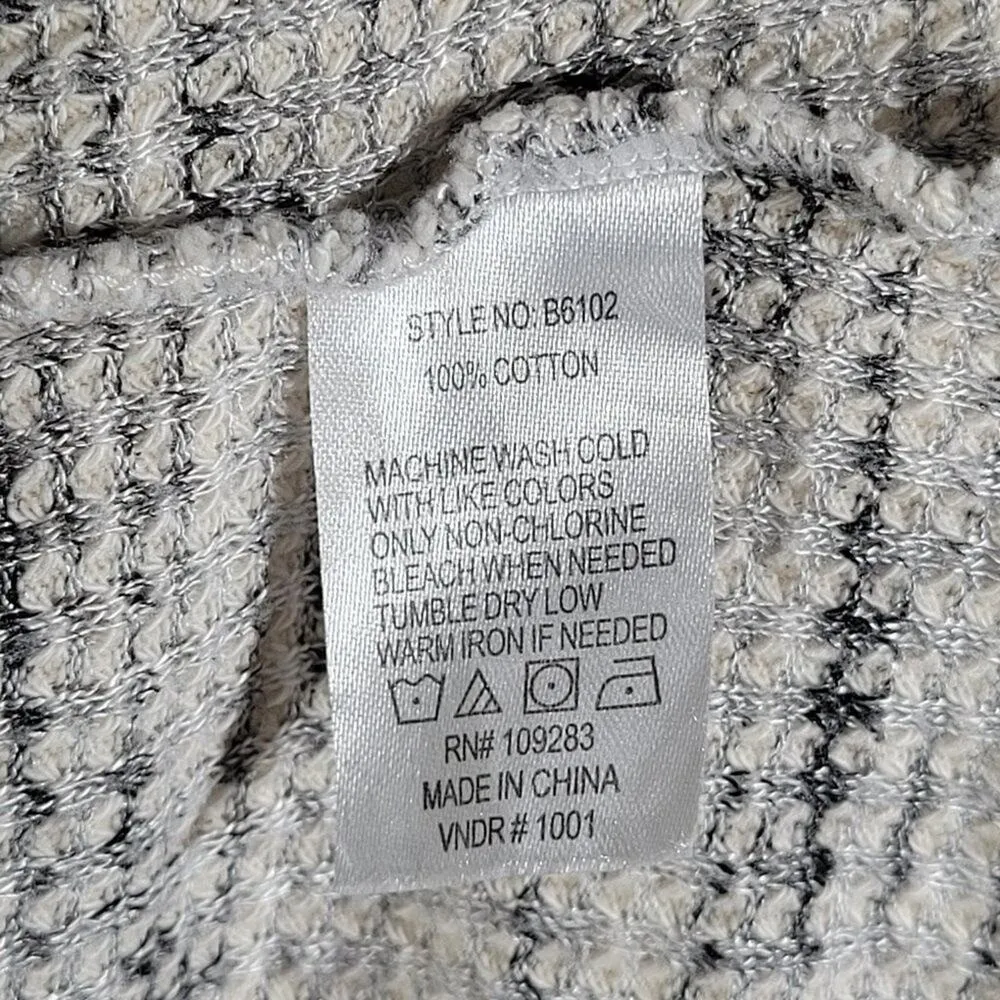 STYLE NO: B6102
100% COTTON
MACHINE WASH COLD
WITH LIKE COLORS
ONLY NON-CHLORINE
BLEACH WHEN NEEDED
TUMBLE DRY LOW
WARM IRON IF NEEDED
RN# 109283
MADE IN CHINA
VNDR # 1001